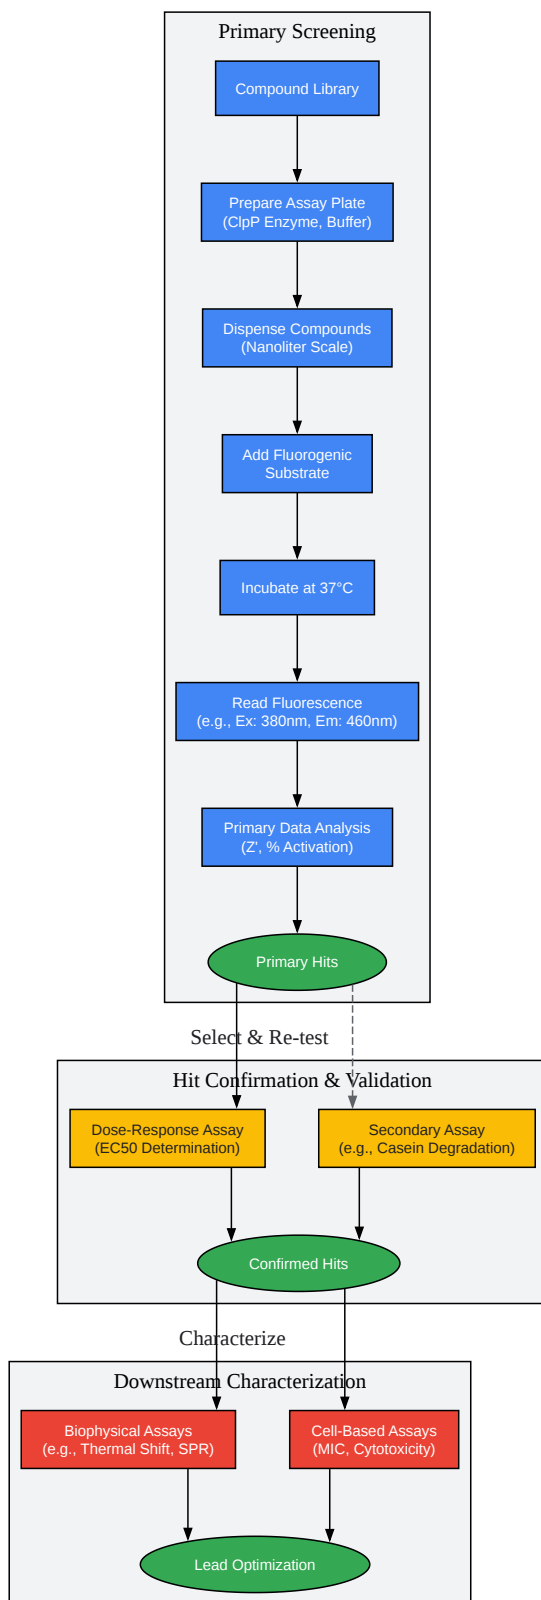 Primary Screening
Compound Library
Prepare Assay Plate
(ClpP Enzyme, Buffer)
Dispense Compounds
(Nanoliter Scale)
Add Fluorogenic
Substrate
Incubate at 37°C
Read Fluorescence
(e.g., Ex: 380nm, Em: 460nm)
Primary Data Analysis
(Z', % Activation)
Primary Hits
Select & Re-test
Hit Confirmation & Validation
Dose-Response Assay
(EC50 Determination)
Secondary Assay
(e.g., Casein Degradation)
Confirmed Hits
Characterize
Downstream Characterization
Biophysical Assays
(e.g., Thermal Shift, SPR)
Cell-Based Assays
(MIC, Cytotoxicity)
Lead Optimization